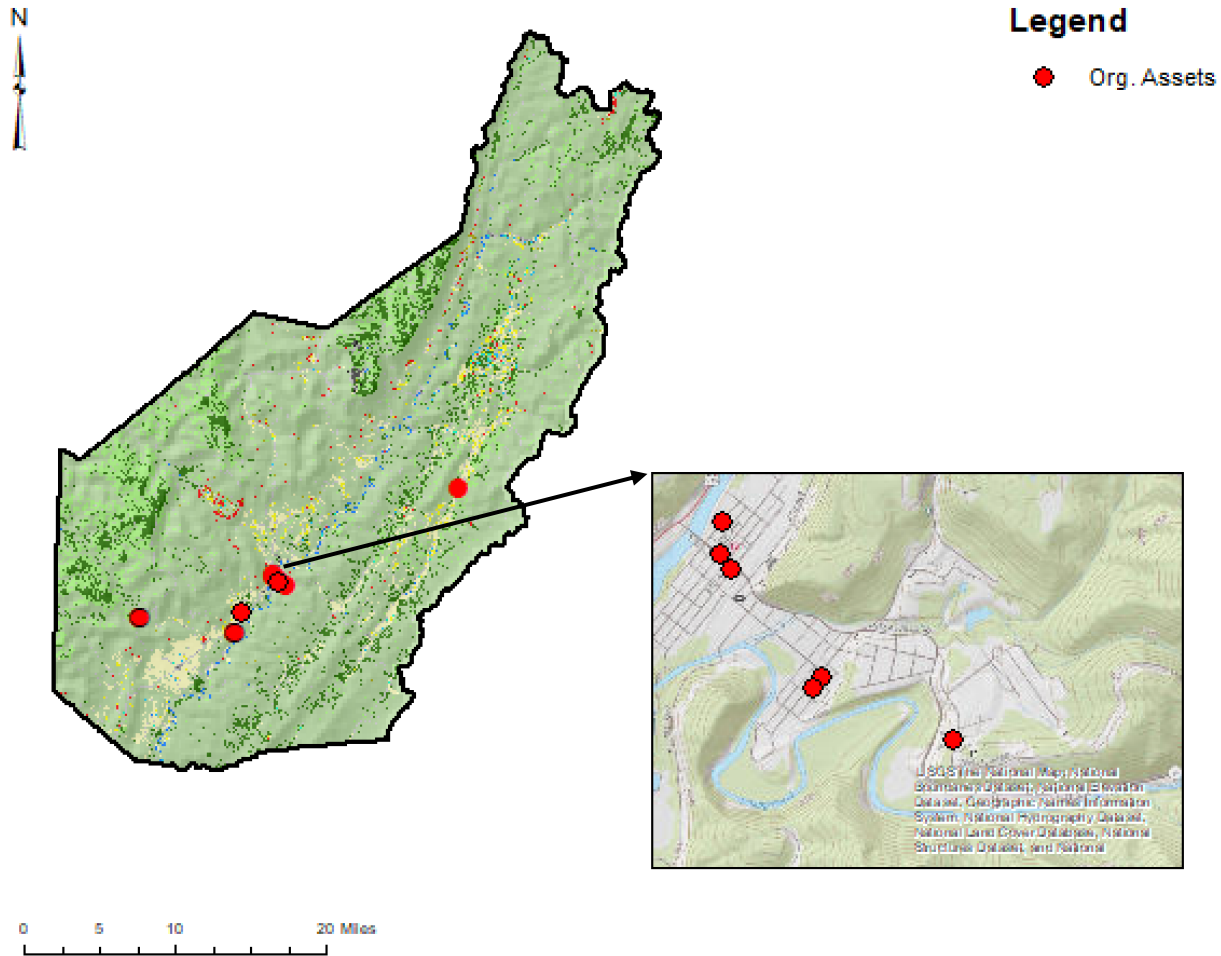 N
Legend
Org. Assets
USGS The National Map: National
Boundaries Dataset, National Elevation
Dataset, Geographic Names Information
System, National Hydrography Dataset,
National Land Cover Database, National
Structures Dataset, and National
0 5 10 20 Miles